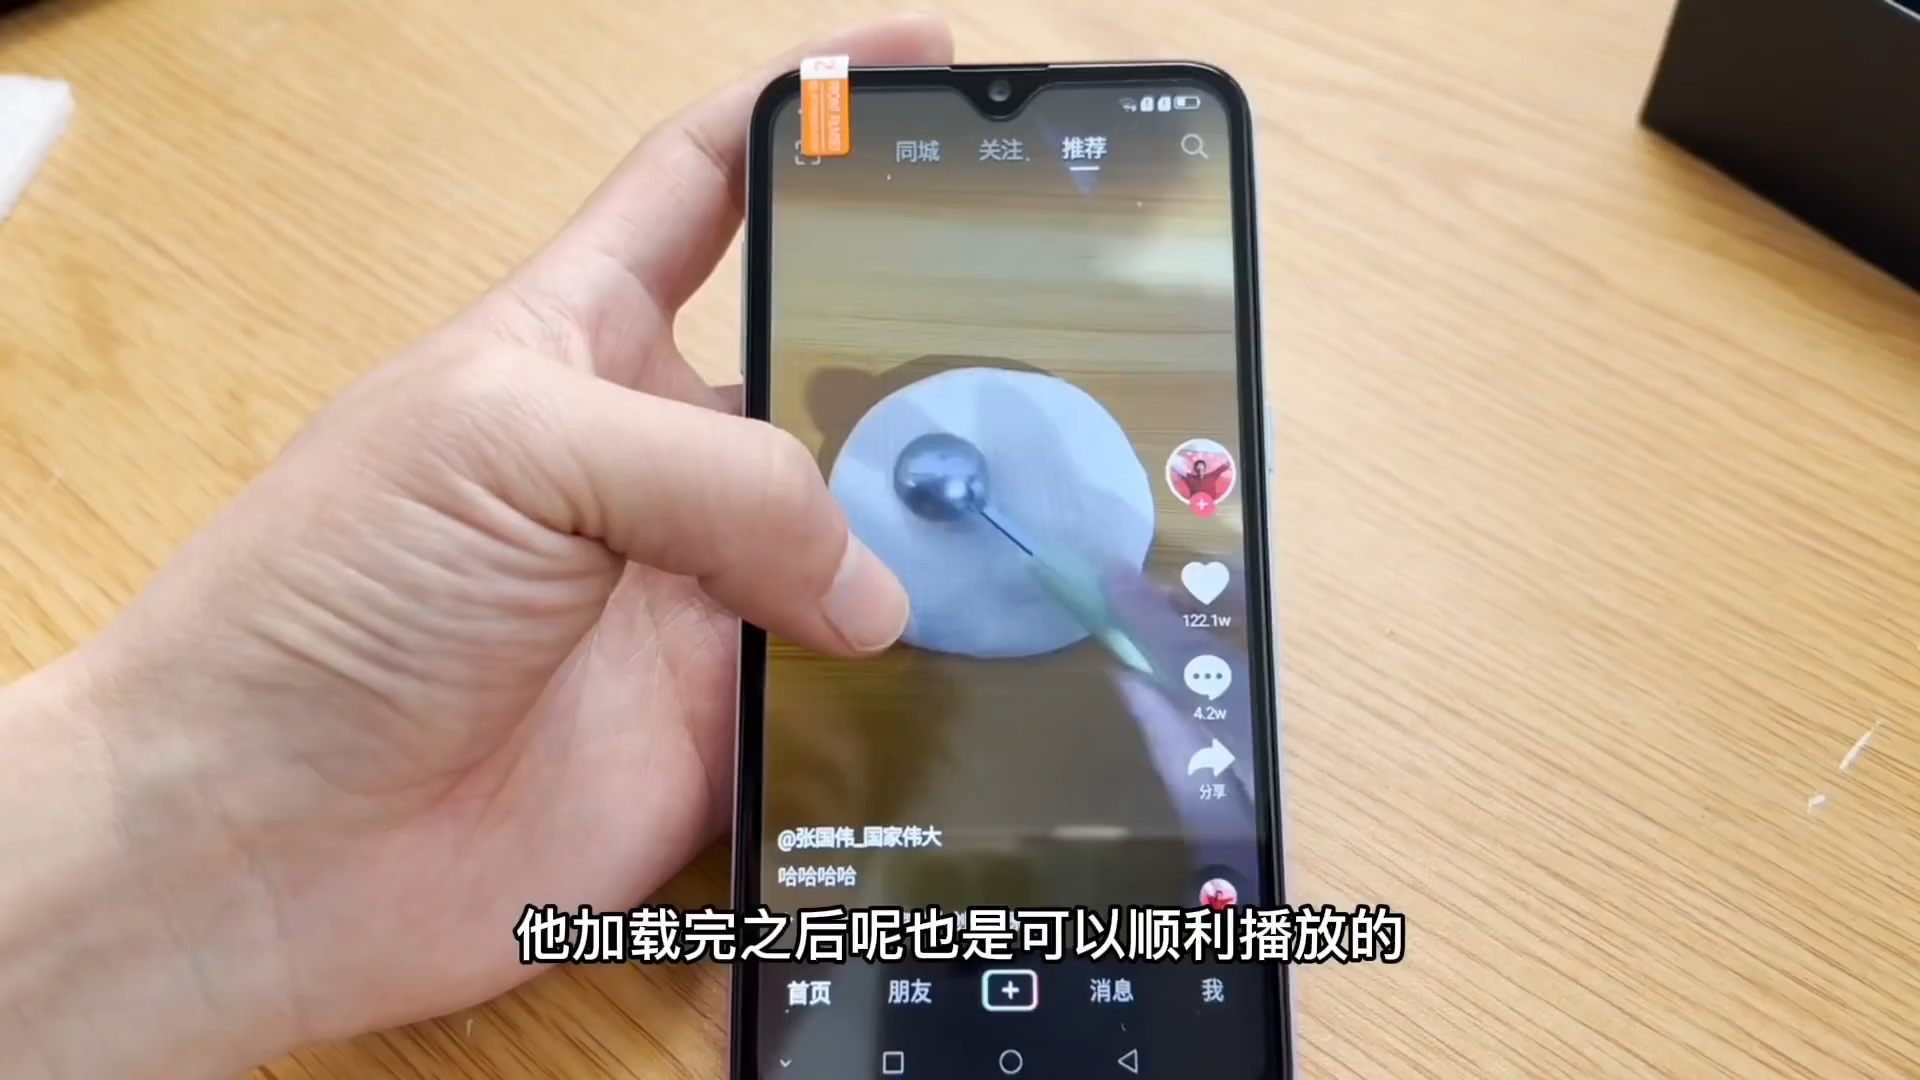 同城 关注 推荐
122.1w
4.2w
分享
@张国伟_国家伟大
哈哈哈哈
他加载完之后呢也是可以顺利播放的
首页 朋友 消息 我